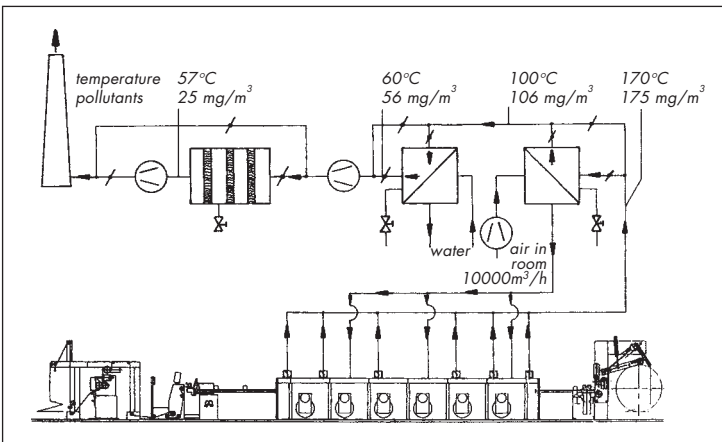 temperature
pollutants
57°C
25 mg/m³
60°C
56 mg/m³
100°C
106 mg/m³
170°C
175 mg/m³
water
air in
room
10000m³/h